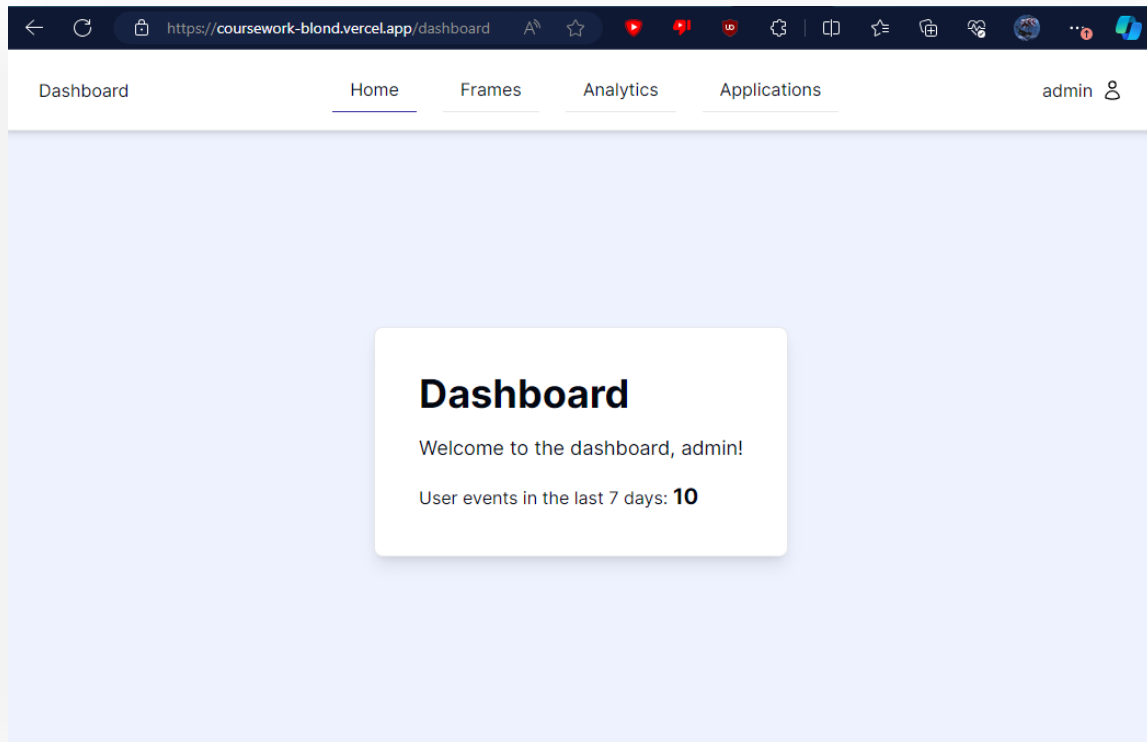 https://coursework-blond.vercel.app/dashboard
Dashboard Home Frames Analytics Applications admin
Dashboard
Welcome to the dashboard, admin!
User events in the last 7 days: 10